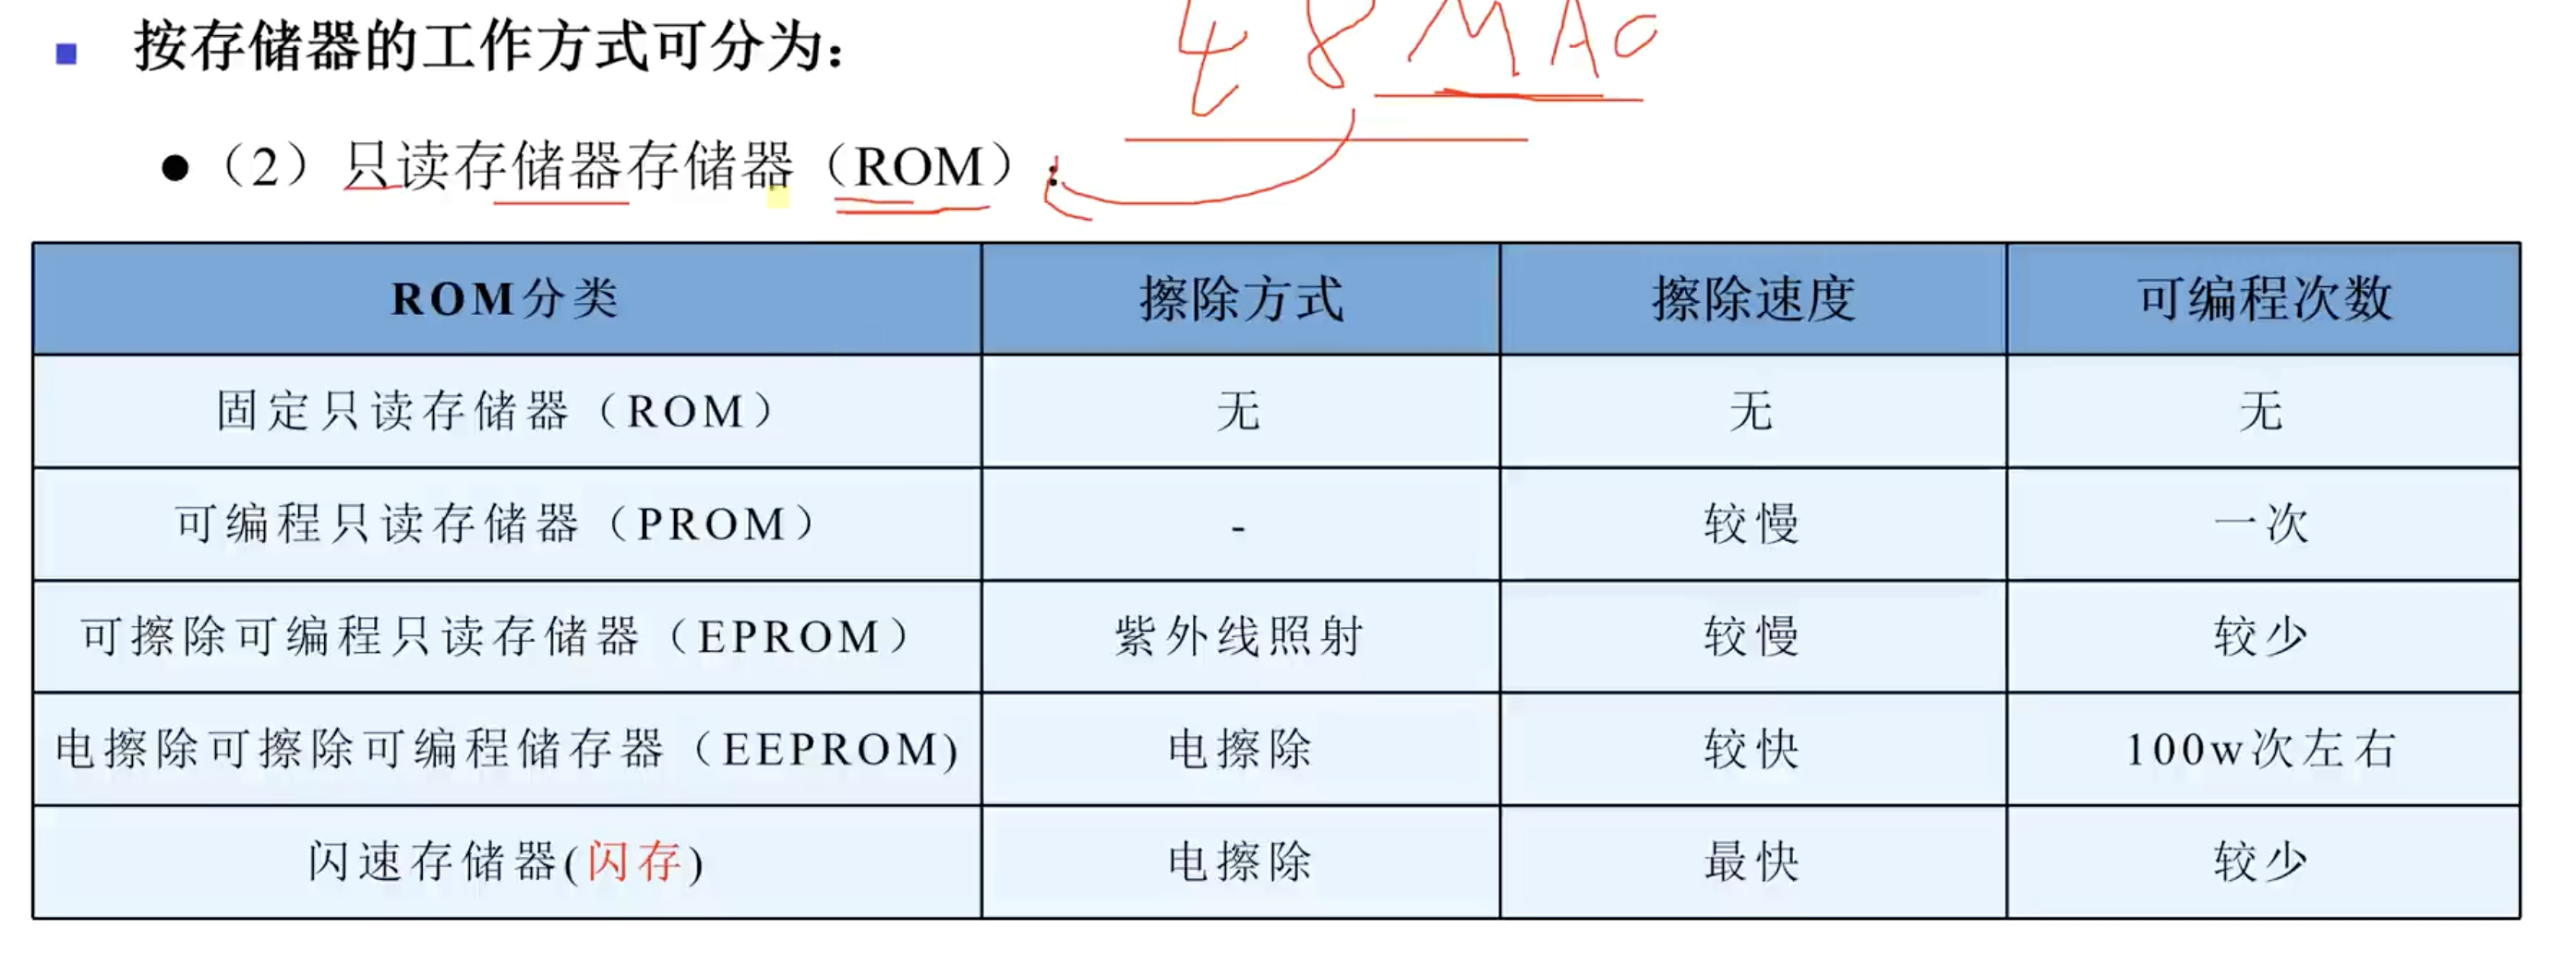 48 MAC
按存储器的工作方式可分为：
（2）只读存储器存储器（ROM）：
ROM分类 擦除方式 擦除速度 可编程次数
固定只读存储器（ROM） 无 无 无
可编程只读存储器（PROM） - 较慢 一次
可擦除可编程只读存储器（EPROM） 紫外线照射 较慢 较少
电擦除可擦除可编程储存器（EEPROM) 电擦除 较快 100w次左右
闪速存储器(闪存) 电擦除 最快 较少